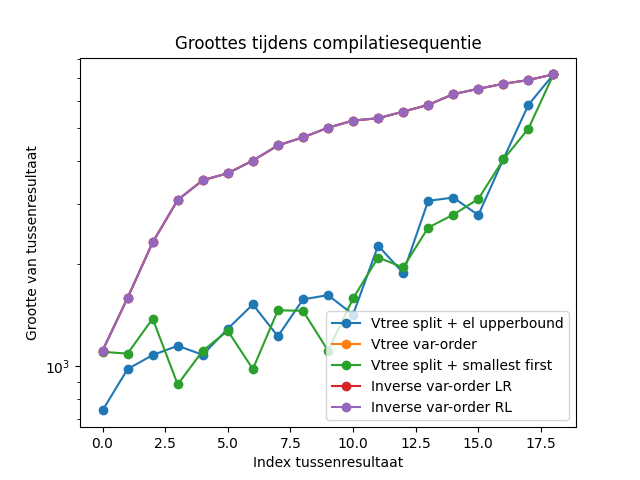 Groottes tijdens compilatiesequentie
Grootte van tussenresultaat
10³
Vtree split + el upperbound
Vtree var-order
Vtree split + smallest first
Inverse var-order LR
Inverse var-order RL
0.0 2.5 5.0 7.5 10.0 12.5 15.0 17.5
Index tussenresultaat